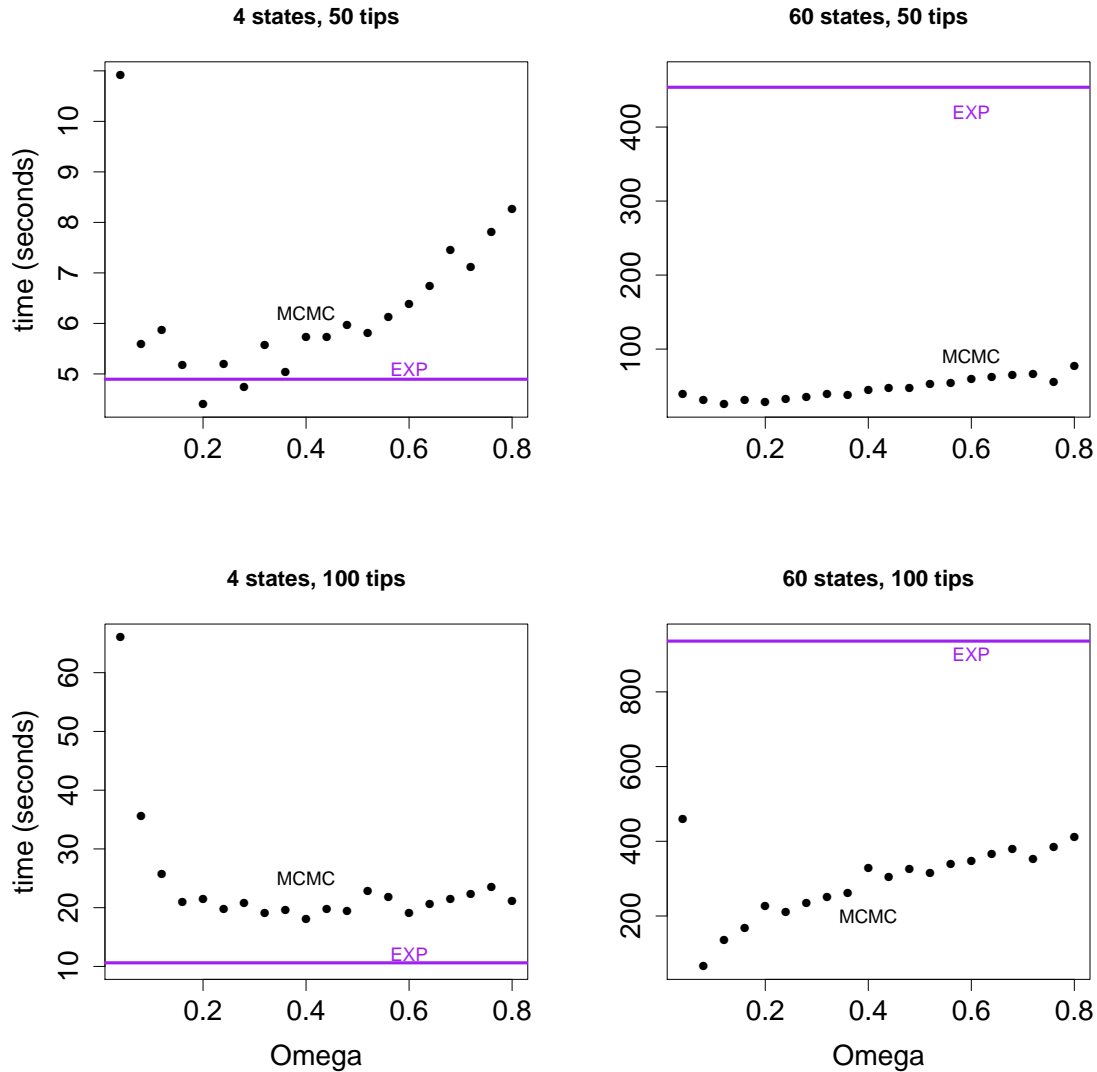 4 states, 50 tips
time (seconds)
10
9
8
7
6
5
MCMC
EXP
0.2 0.4 0.6 0.8
60 states, 50 tips
400
300
200
100
EXP
MCMC
0.2 0.4 0.6 0.8
4 states, 100 tips
time (seconds)
60
50
40
30
20
10
MCMC
EXP
0.2 0.4 0.6 0.8
Omega
60 states, 100 tips
800
600
400
200
EXP
MCMC
0.2 0.4 0.6 0.8
Omega